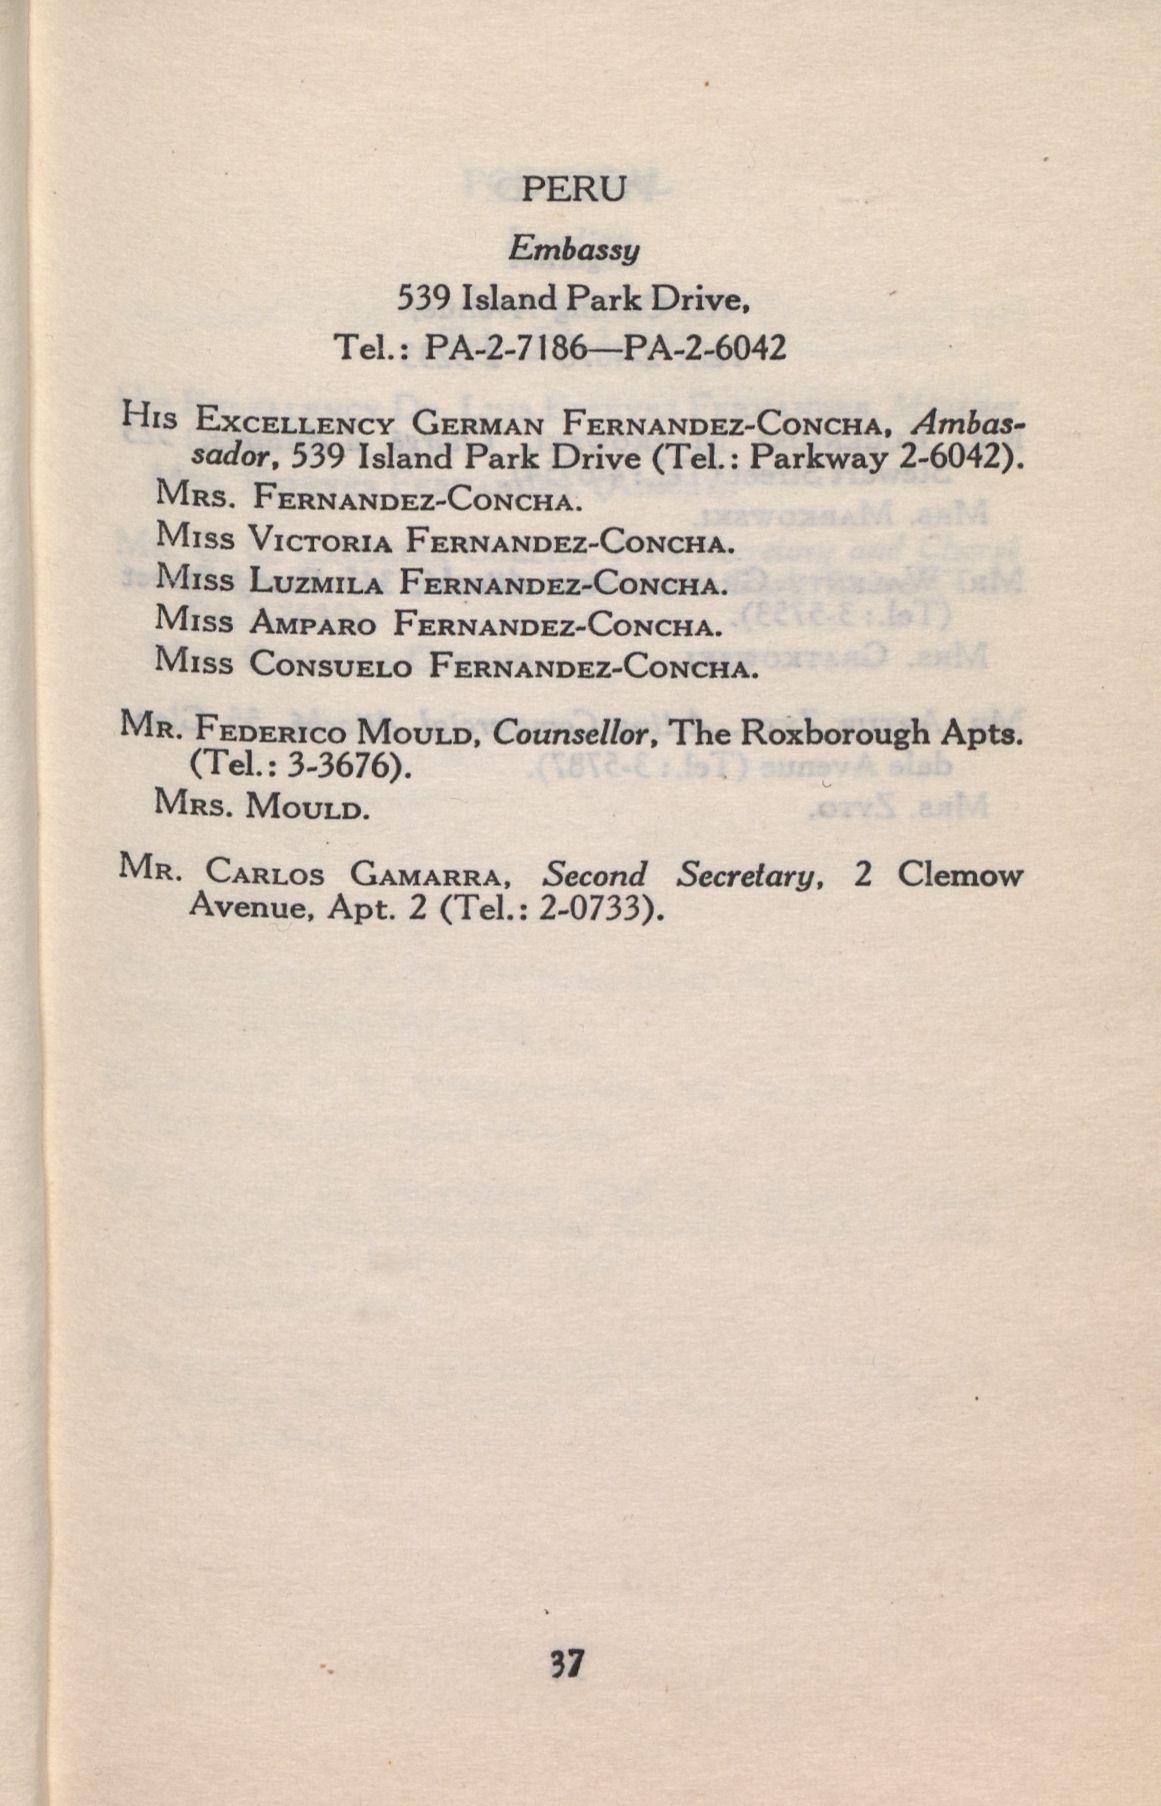 PERU
Embassy
539 Island Park Drive,
Tel.: PA-2-7186—PA-2-6042
His Excellency German Fernandez-Concha, Ambas-
sador, 539 Island Park Drive (Tel.: Parkway 2-6042).
Mrs. Fernandez-Concha.
Miss Victoria Fernandez-Concha.
Miss Luzmila Fernandez-Concha.
Miss Amparo Fernandez-Concha.
Miss Consuelo Fernandez-Concha.
Mr. Federico Mould, Counsellor, The Roxborough Apts.
(Tel.: 3-3676).
Mrs. Mould.
Mr. Carlos Gamarra, Second Secretary, 2 Clemow
Avenue, Apt. 2 (Tel.: 2-0733).
37